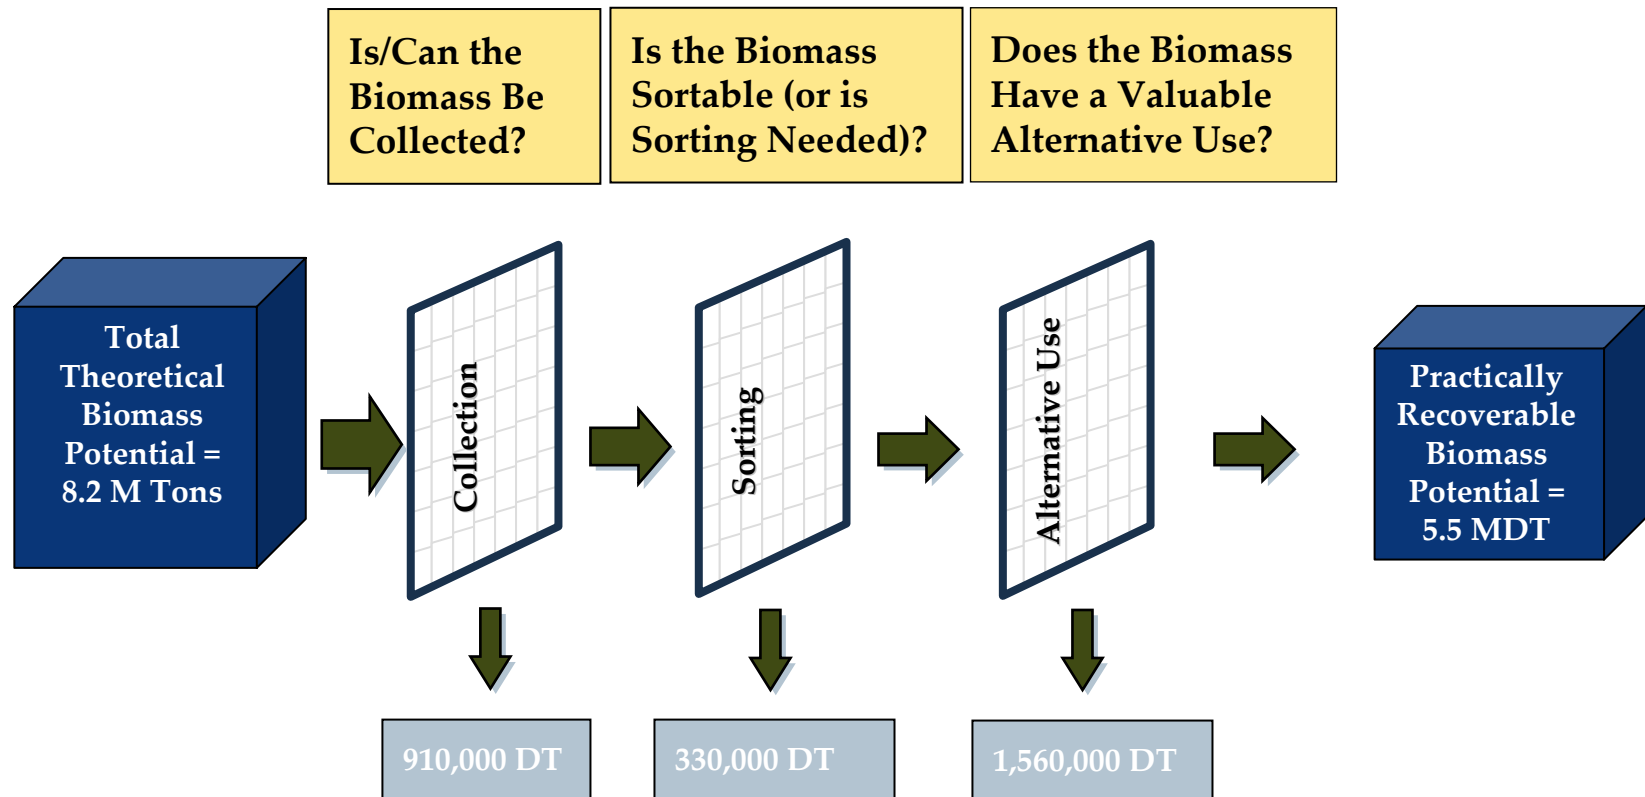 Is/Can the
Biomass Be
Collected?
Is the Biomass
Sortable (or is
Sorting Needed)?
Does the Biomass
Have a Valuable
Alternative Use?
Total
Theoretical
Biomass
Potential =
8.2 M Tons
Collection
Sorting
Alternative Use
Practically
Recoverable
Biomass
Potential =
5.5 MDT
910,000 DT
330,000 DT
1,560,000 DT